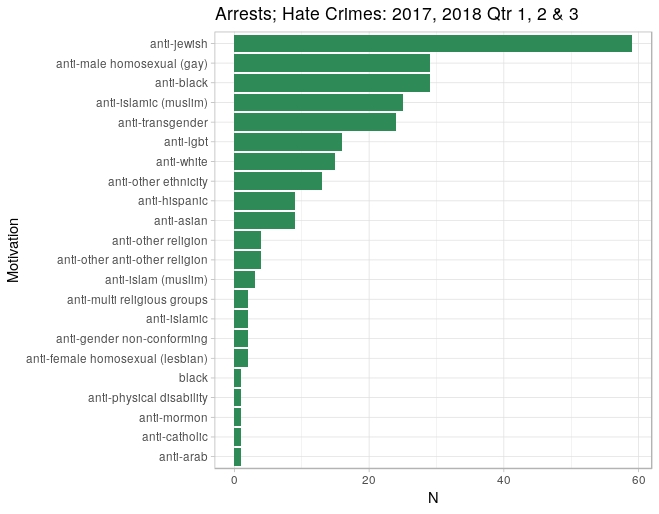 Arrests; Hate Crimes: 2017, 2018 Qtr 1, 2 & 3
Motivation
anti-jewish
anti-male homosexual (gay)
anti-black
anti-islamic (muslim)
anti-transgender
anti-lgbt
anti-white
anti-other ethnicity
anti-hispanic
anti-asian
anti-other religion
anti-other anti-other religion
anti-islam (muslim)
anti-multi religious groups
anti-islamic
anti-gender non-conforming
anti-female homosexual (lesbian)
black
anti-physical disability
anti-mormon
anti-catholic
anti-arab
0 20 40 60
N